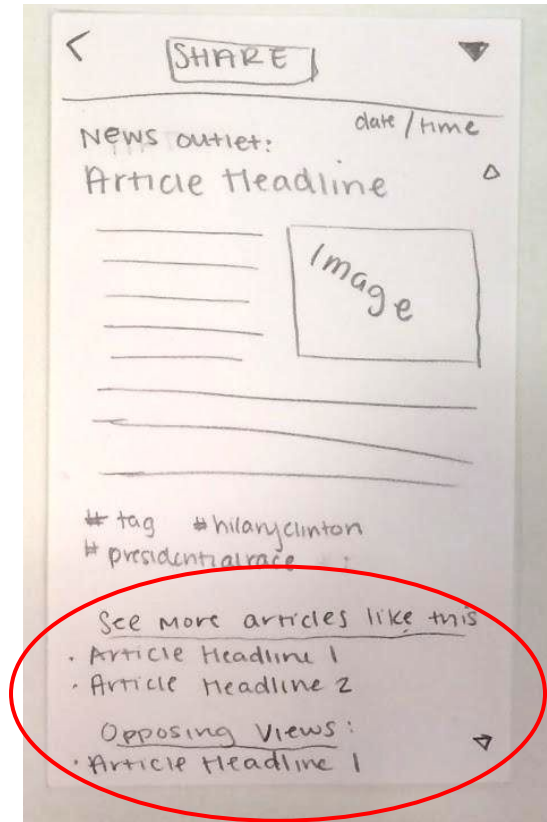 SHARE
date / time
News outlet:
Article Headline
Image
# tag #hilaryclinton
# presidentialrace
See More articles like this
· Article Headline 1
· Article Headline 2
Opposing Views:
· Article Headline 1